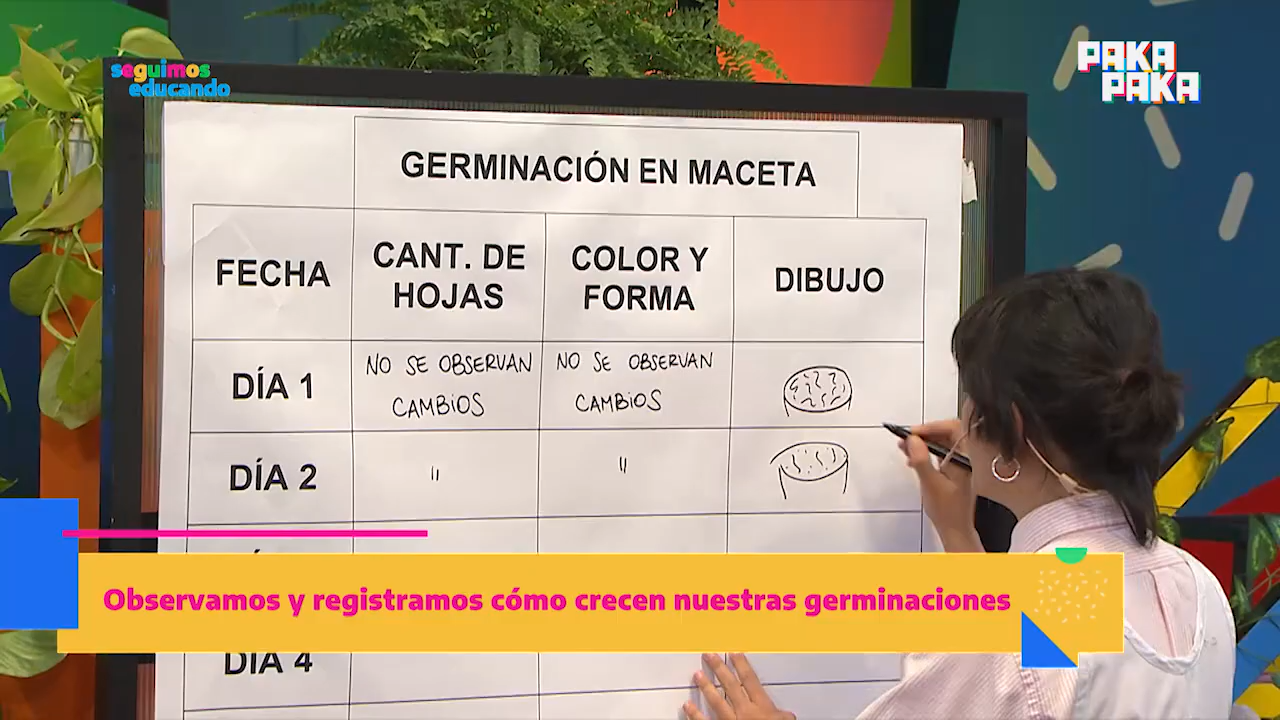 seguimos
educando
PAKA
PAKA
GERMINACIÓN EN MACETA
FECHA
CANT. DE
HOJAS
COLOR Y
FORMA
DIBUJO
DÍA 1
NO SE OBSERVAN
CAMBIOS
NO SE OBSERVAN
CAMBIOS
DÍA 2
"
"
Observamos y registramos cómo crecen nuestras germinaciones
DÍA 4